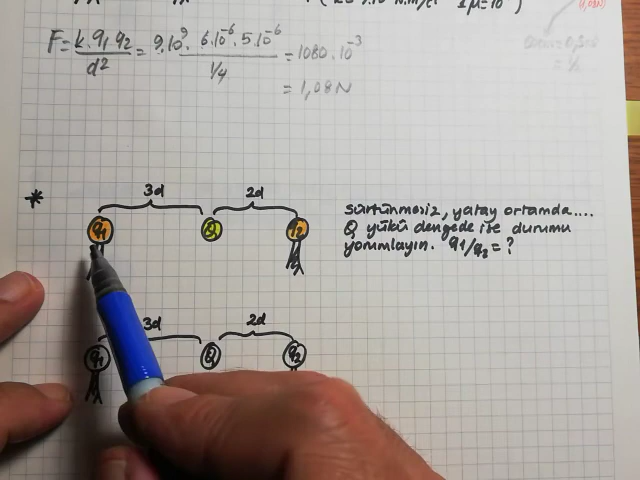 F = k.q1 q2 / d² = 9.10⁹. 6.10⁻⁶. 5.10⁻⁶ / 1/4 = 1080.10⁻³
= 1,08 N
* 3d 2d
q1 Q q2
sürtünmesiz, yatay ortamda....
Q yükü dengede ise durumu
yorumlayın. q1/q2 = ?
3d 2d
q1 Q q2